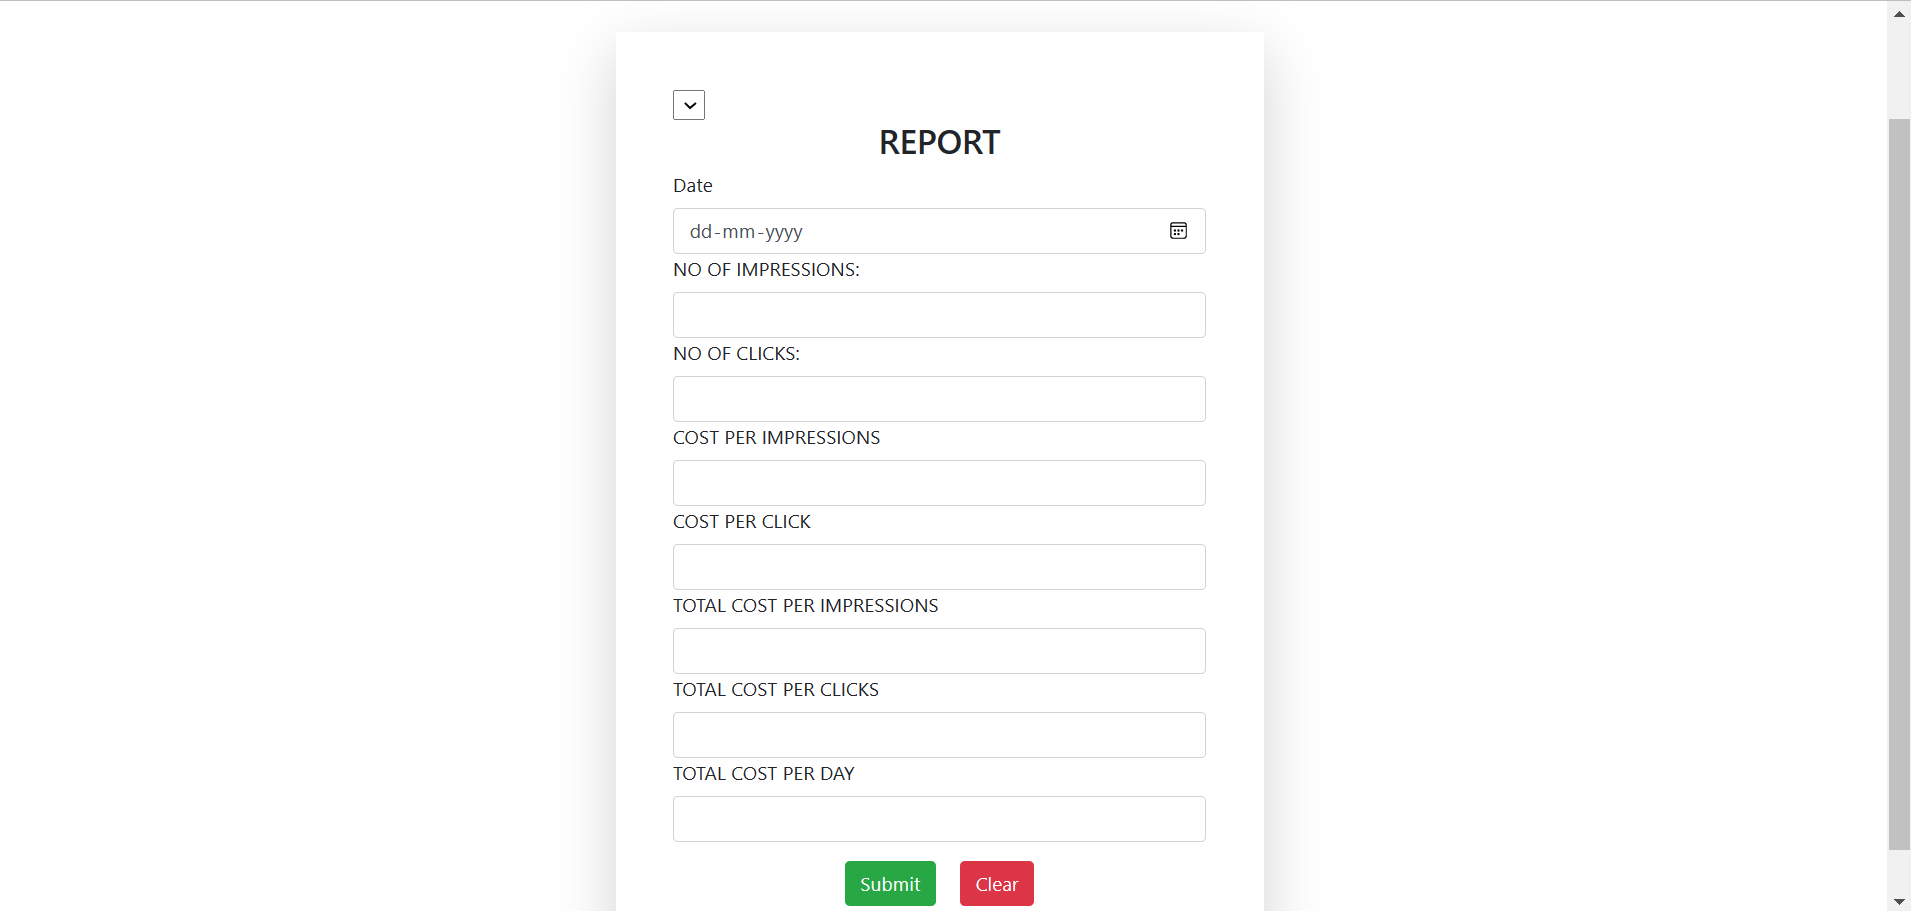 REPORT
Date
dd-mm-yyyy
NO OF IMPRESSIONS:
NO OF CLICKS:
COST PER IMPRESSIONS
COST PER CLICK
TOTAL COST PER IMPRESSIONS
TOTAL COST PER CLICKS
TOTAL COST PER DAY
Submit Clear